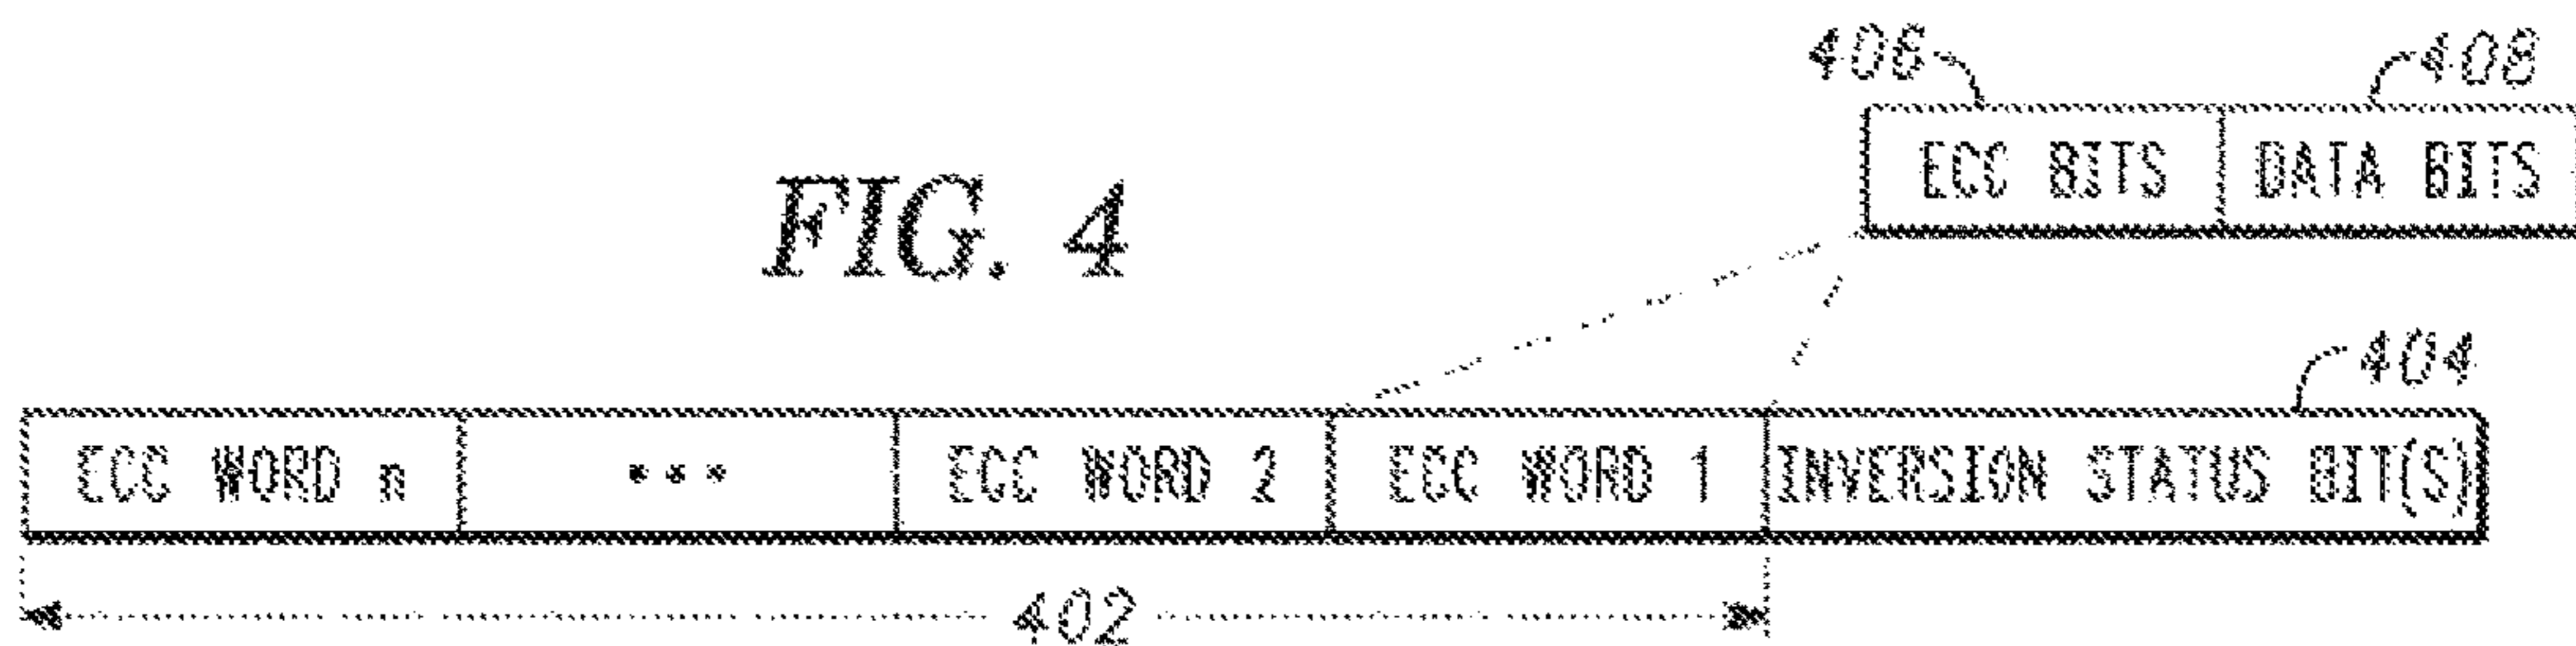 406 408
ECC BITS DATA BITS
FIG. 4
404
ECC WORD n ••• ECC WORD 2 ECC WORD 1 INVERSION STATUS BIT(S)
402